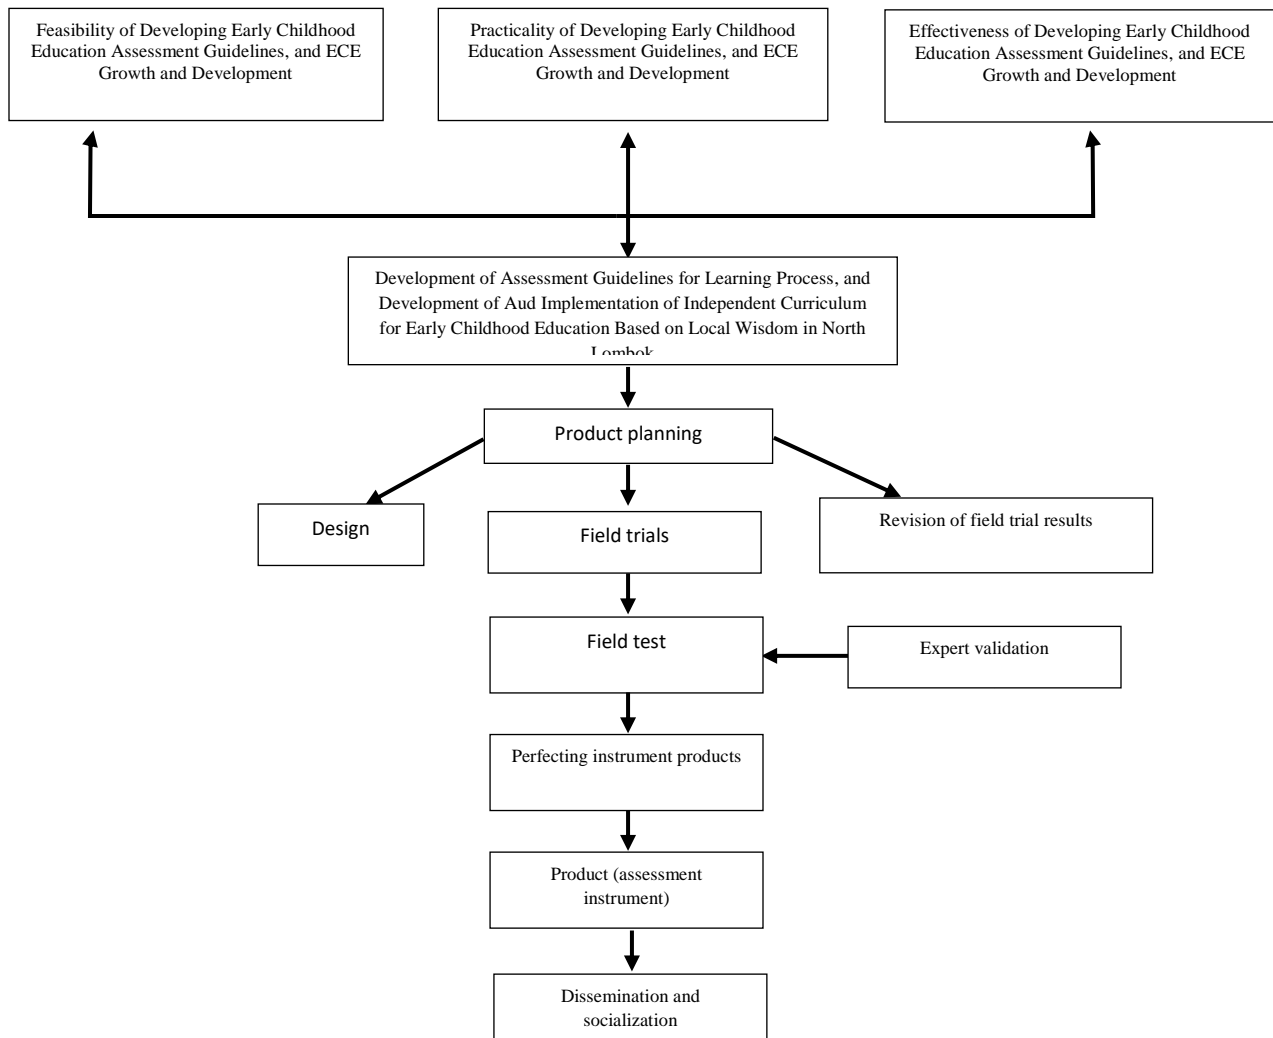 Feasibility of Developing Early Childhood
Education Assessment Guidelines, and ECE
Growth and Development
Practicality of Developing Early Childhood
Education Assessment Guidelines, and ECE
Growth and Development
Effectiveness of Developing Early Childhood
Education Assessment Guidelines, and ECE
Growth and Development
Development of Assessment Guidelines for Learning Process, and
Development of Aud Implementation of Independent Curriculum
for Early Childhood Education Based on Local Wisdom in North
Lombok
Product planning
Design
Field trials
Revision of field trial results
Field test
Expert validation
Perfecting instrument products
Product (assessment
instrument)
Dissemination and
socialization